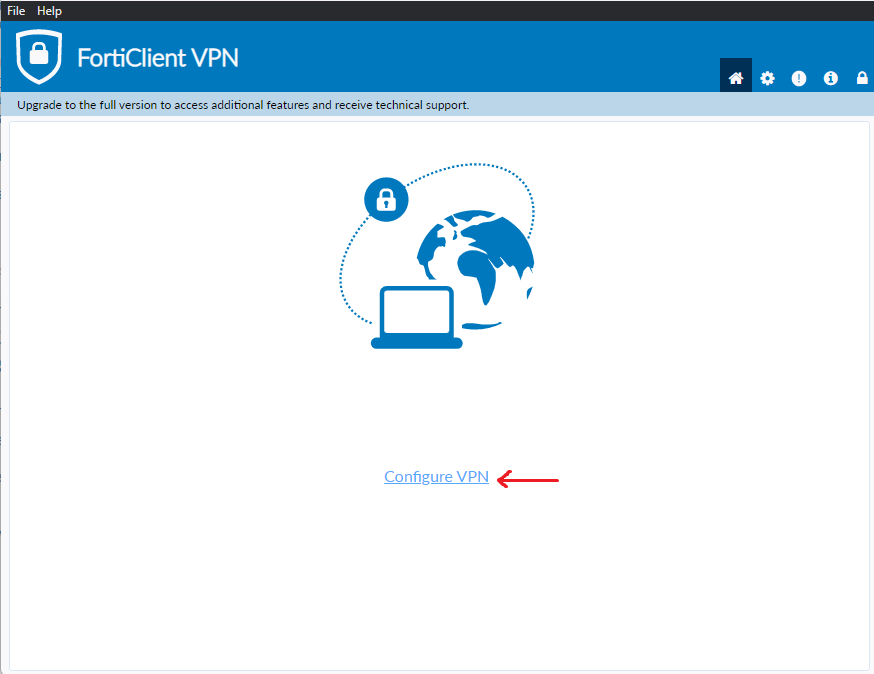 File Help
FortiClient VPN
Upgrade to the full version to access additional features and receive technical support.
Configure VPN